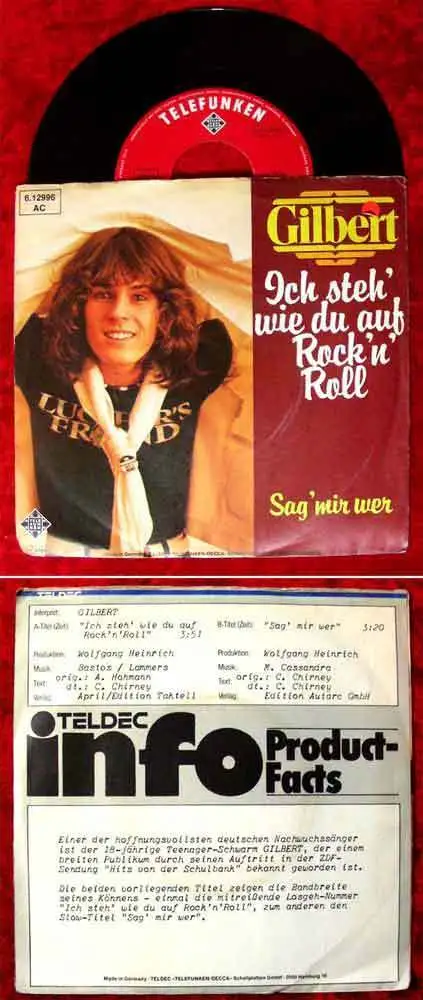 TELEFUNKEN
6.12996
AC
Gilbert
Ich steh'
wie du auf
Rock'n'
Roll
LUCIFER'S
FRIEND
Sag' mir wer
TELDEC
Interpret: GILBERT
A-Titel (Zeit): "Ich steh' wie du auf Rock'n'Roll" 3:51
B-Titel (Zeit): "Sag' mir wer" 3:20
Produktion: Wolfgang Heinrich
Produktion: Wolfgang Heinrich
Musik: Bastos / Lammers
Musik: M. Cassandra
Text: orig.: A. Hohmann
dt.: C. Chirney
Text: orig.: C. Chirney
dt.: C. Chirney
Verlag: April/Edition Taktell
Verlag: Edition Autarc GmbH
TELDEC
info Product-
Facts
Einer der hoffnungsvollsten deutschen Nachwuchssänger
ist der 18-jährige Teenager-Schwarm GILBERT, der einem
breiten Publikum durch seinen Auftritt in der ZDF-
Sendung "Hits von der Schulbank" bekannt geworden ist.
Die beiden vorliegenden Titel zeigen die Bandbreite
seines Könnens - einmal die mitreißende Losgeh-Nummer
"Ich steh' wie du auf Rock'n'Roll", zum anderen den
Slow-Titel "Sag' mir wer".
Made in Germany · TELDEC »TELEFUNKEN-DECCA« Schallplatten GmbH · 2000 Hamburg 19